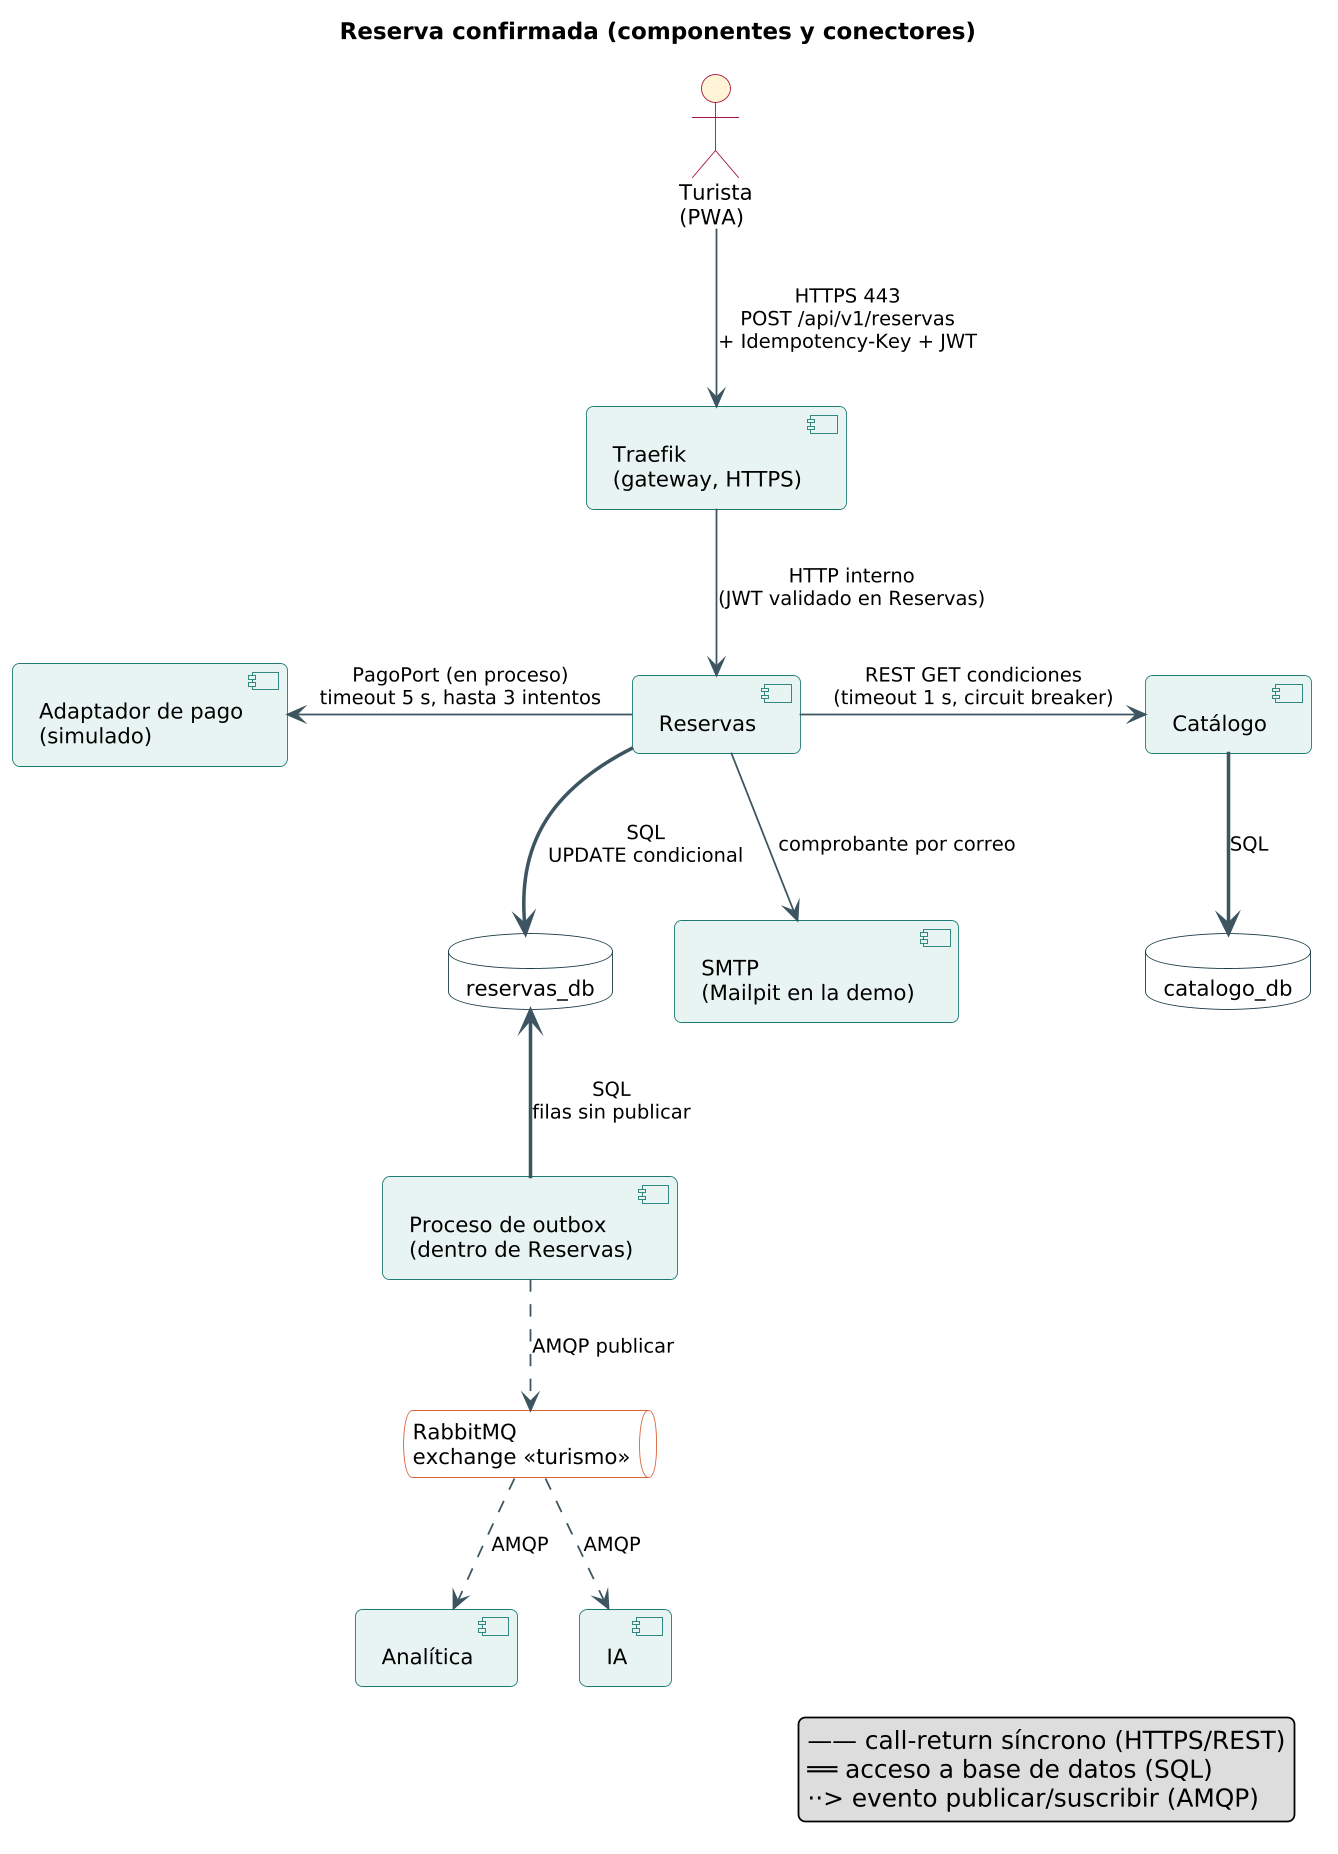 Reserva confirmada (componentes y conectores)
Turista
(PWA)
HTTPS 443
POST /api/v1/reservas
+ Idempotency-Key + JWT
Traefik
(gateway, HTTPS)
HTTP interno
(JWT validado en Reservas)
Adaptador de pago
(simulado)
PagoPort (en proceso)
timeout 5 s, hasta 3 intentos
Reservas
REST GET condiciones
(timeout 1 s, circuit breaker)
Catálogo
SQL
UPDATE condicional
comprobante por correo
SQL
reservas_db
SMTP
(Mailpit en la demo)
catalogo_db
SQL
filas sin publicar
Proceso de outbox
(dentro de Reservas)
AMQP publicar
RabbitMQ
exchange «turismo»
AMQP
AMQP
Analítica
IA
—— call-return síncrono (HTTPS/REST)
══ acceso a base de datos (SQL)
··> evento publicar/suscribir (AMQP)